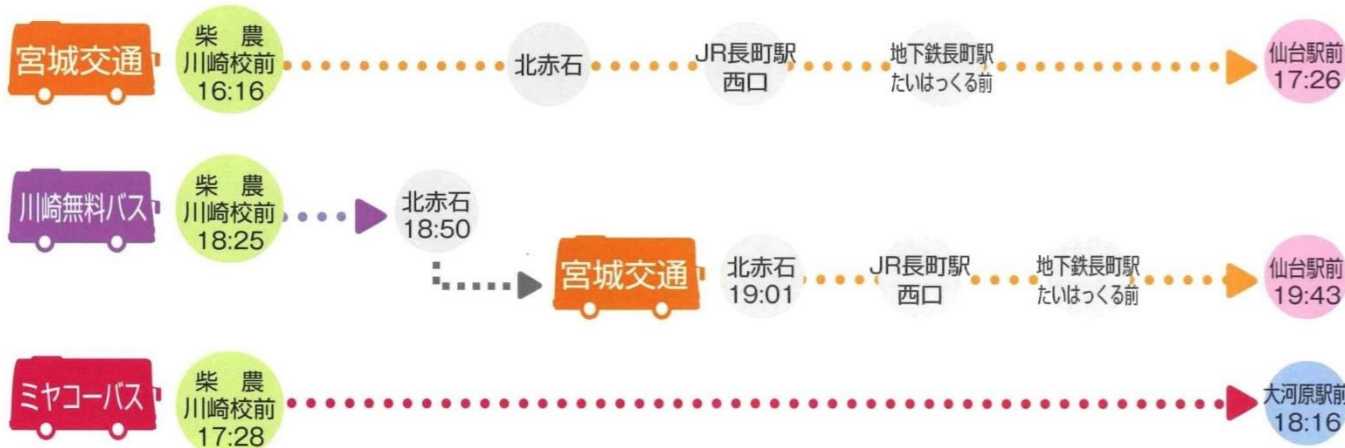 宮城交通
柴 農
川崎校前
16:16
北赤石
JR長町駅
西口
地下鉄長町駅
たいはっくる前
仙台駅前
17:26
川崎無料バス
柴 農
川崎校前
18:25
北赤石
18:50
宮城交通
北赤石
19:01
JR長町駅
西口
地下鉄長町駅
たいはっくる前
仙台駅前
19:43
ミヤコーバス
柴 農
川崎校前
17:28
大河原駅前
18:16